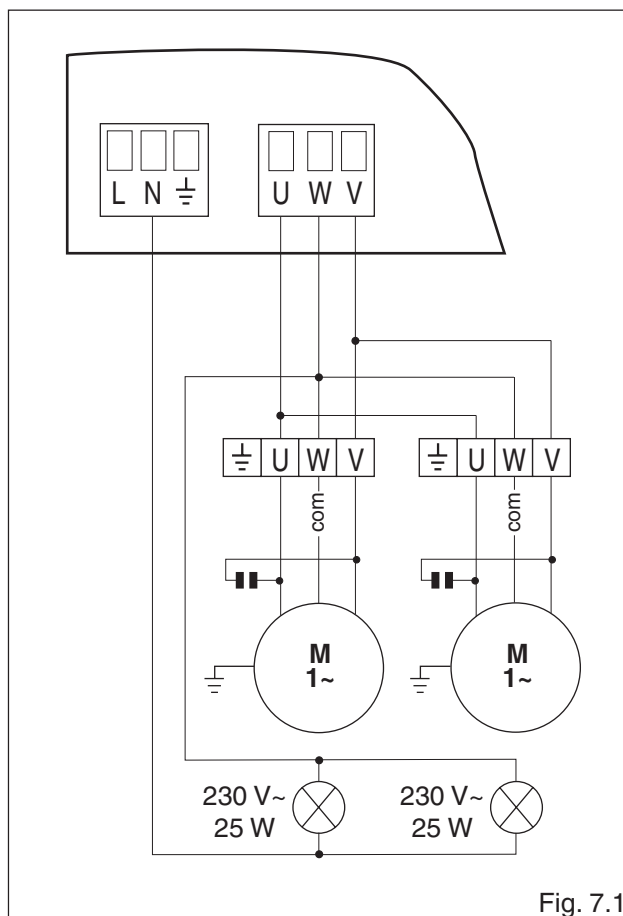 L N ⏚ U W V
⏚ U W V ⏚ U W V
com com
M M
1~ 1~
230 V~ 230 V~
25 W 25 W
Fig. 7.1